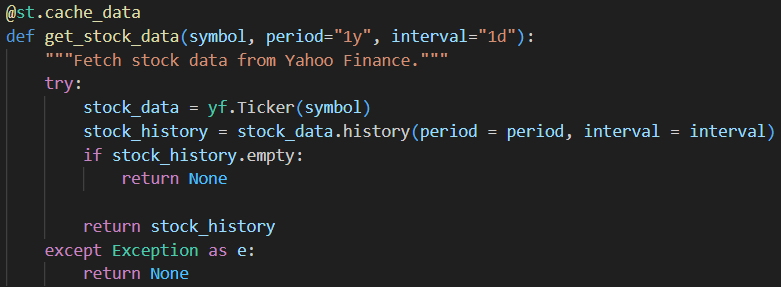 @st.cache_data
def get_stock_data(symbol, period="1y", interval="1d"):
    """Fetch stock data from Yahoo Finance."""
    try:
        stock_data = yf.Ticker(symbol)
        stock_history = stock_data.history(period = period, interval = interval)
        if stock_history.empty:
            return None

        return stock_history
    except Exception as e:
        return None